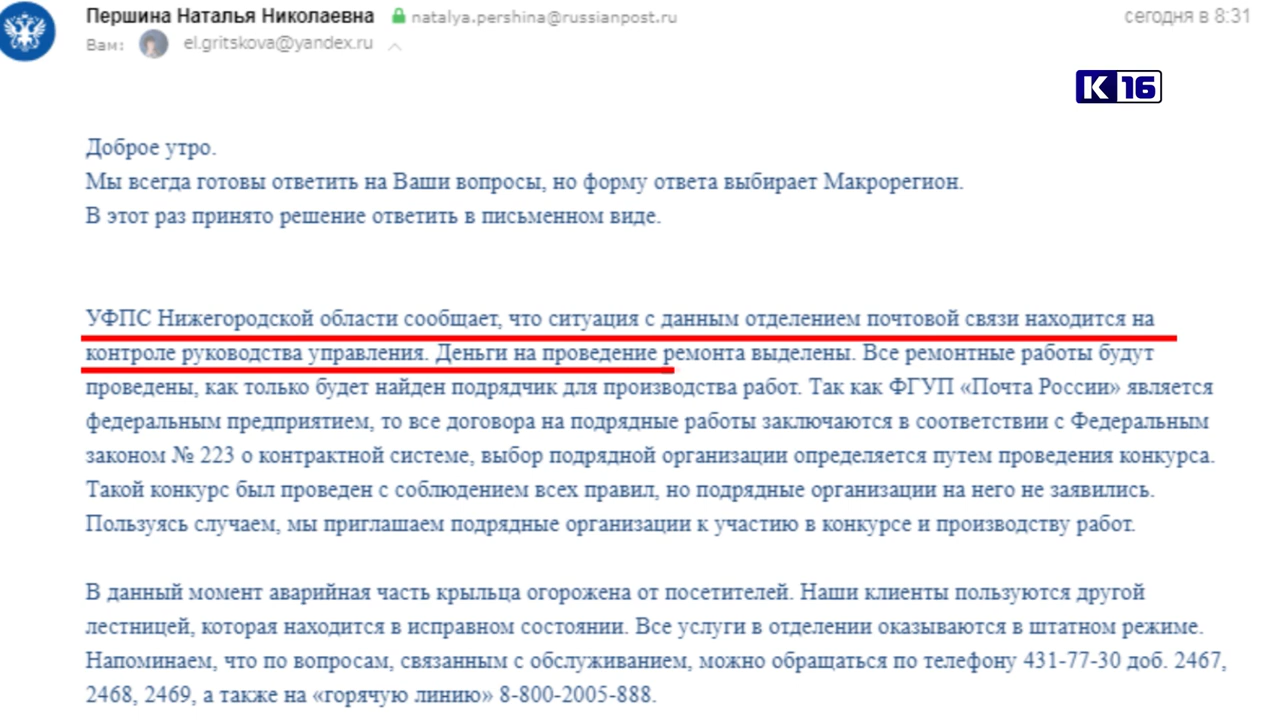 Першина Наталья Николаевна natalya.pershina@russianpost.ru сегодня в 8:31
Вам: el.gritskova@yandex.ru
К 16
Доброе утро.
Мы всегда готовы ответить на Ваши вопросы, но форму ответа выбирает Макрорегион.
В этот раз принято решение ответить в письменном виде.
УФПС Нижегородской области сообщает, что ситуация с данным отделением почтовой связи находится на
контроле руководства управления. Деньги на проведение ремонта выделены. Все ремонтные работы будут
проведены, как только будет найден подрядчик для производства работ. Так как ФГУП «Почта России» является
федеральным предприятием, то все договора на подрядные работы заключаются в соответствии с Федеральным
законом № 223 о контрактной системе, выбор подрядной организации определяется путем проведения конкурса.
Такой конкурс был проведен с соблюдением всех правил, но подрядные организации на него не заявились.
Пользуясь случаем, мы приглашаем подрядные организации к участию в конкурсе и производству работ.
В данный момент аварийная часть крыльца огорожена от посетителей. Наши клиенты пользуются другой
лестницей, которая находится в исправном состоянии. Все услуги в отделении оказываются в штатном режиме.
Напоминаем, что по вопросам, связанным с обслуживанием, можно обращаться по телефону 431-77-30 доб. 2467,
2468, 2469, а также на «горячую линию» 8-800-2005-888.